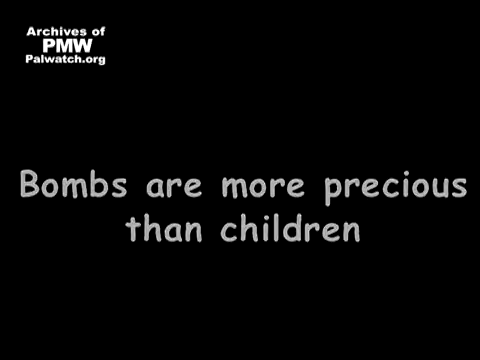 Archives of
PMW
Palwatch.org
Bombs are more precious
than children